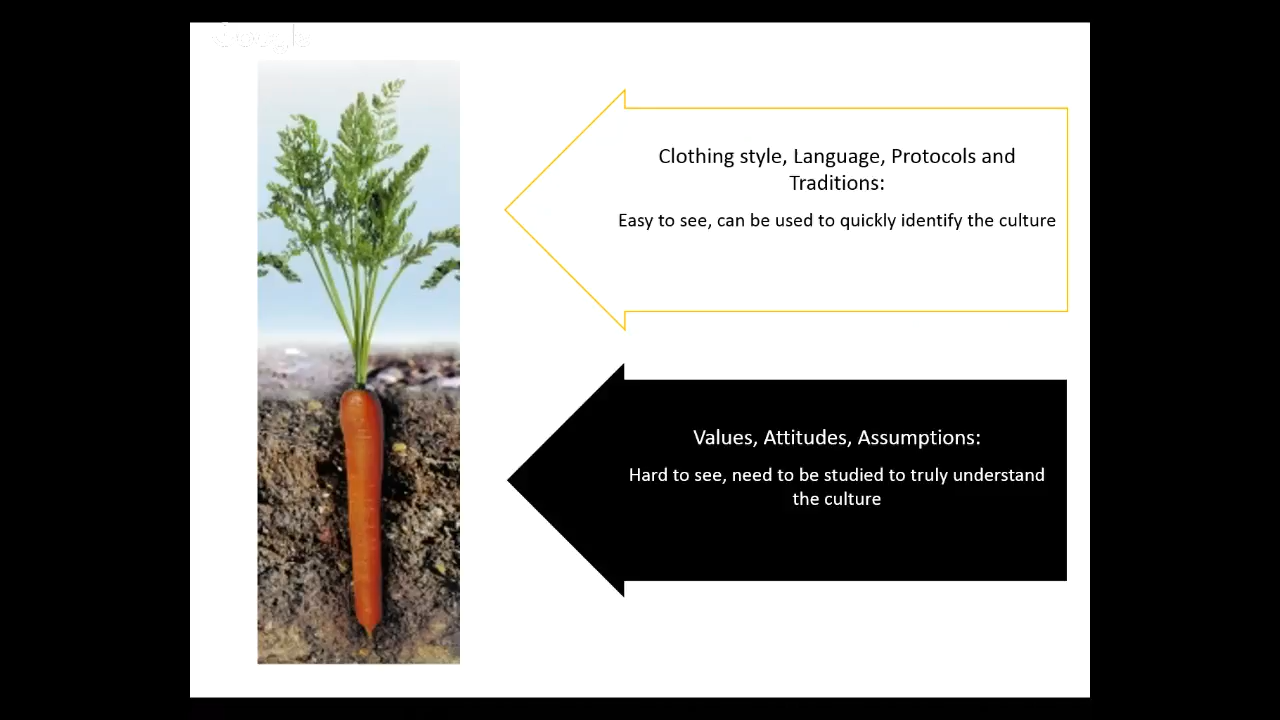 Google
Clothing style, Language, Protocols and
Traditions:
Easy to see, can be used to quickly identify the culture
Values, Attitudes, Assumptions:
Hard to see, need to be studied to truly understand
the culture